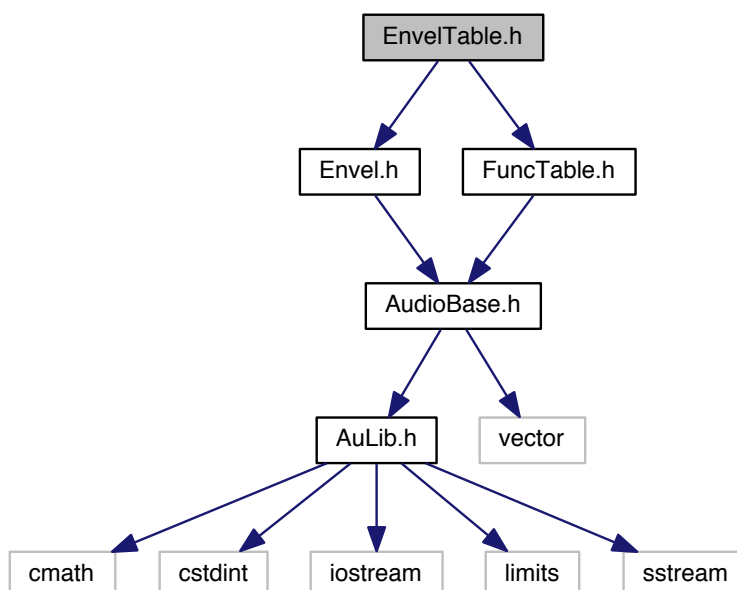 EnvelTable.h
Envel.h
FuncTable.h
AudioBase.h
AuLib.h
vector
cmath
cstdint
iostream
limits
sstream